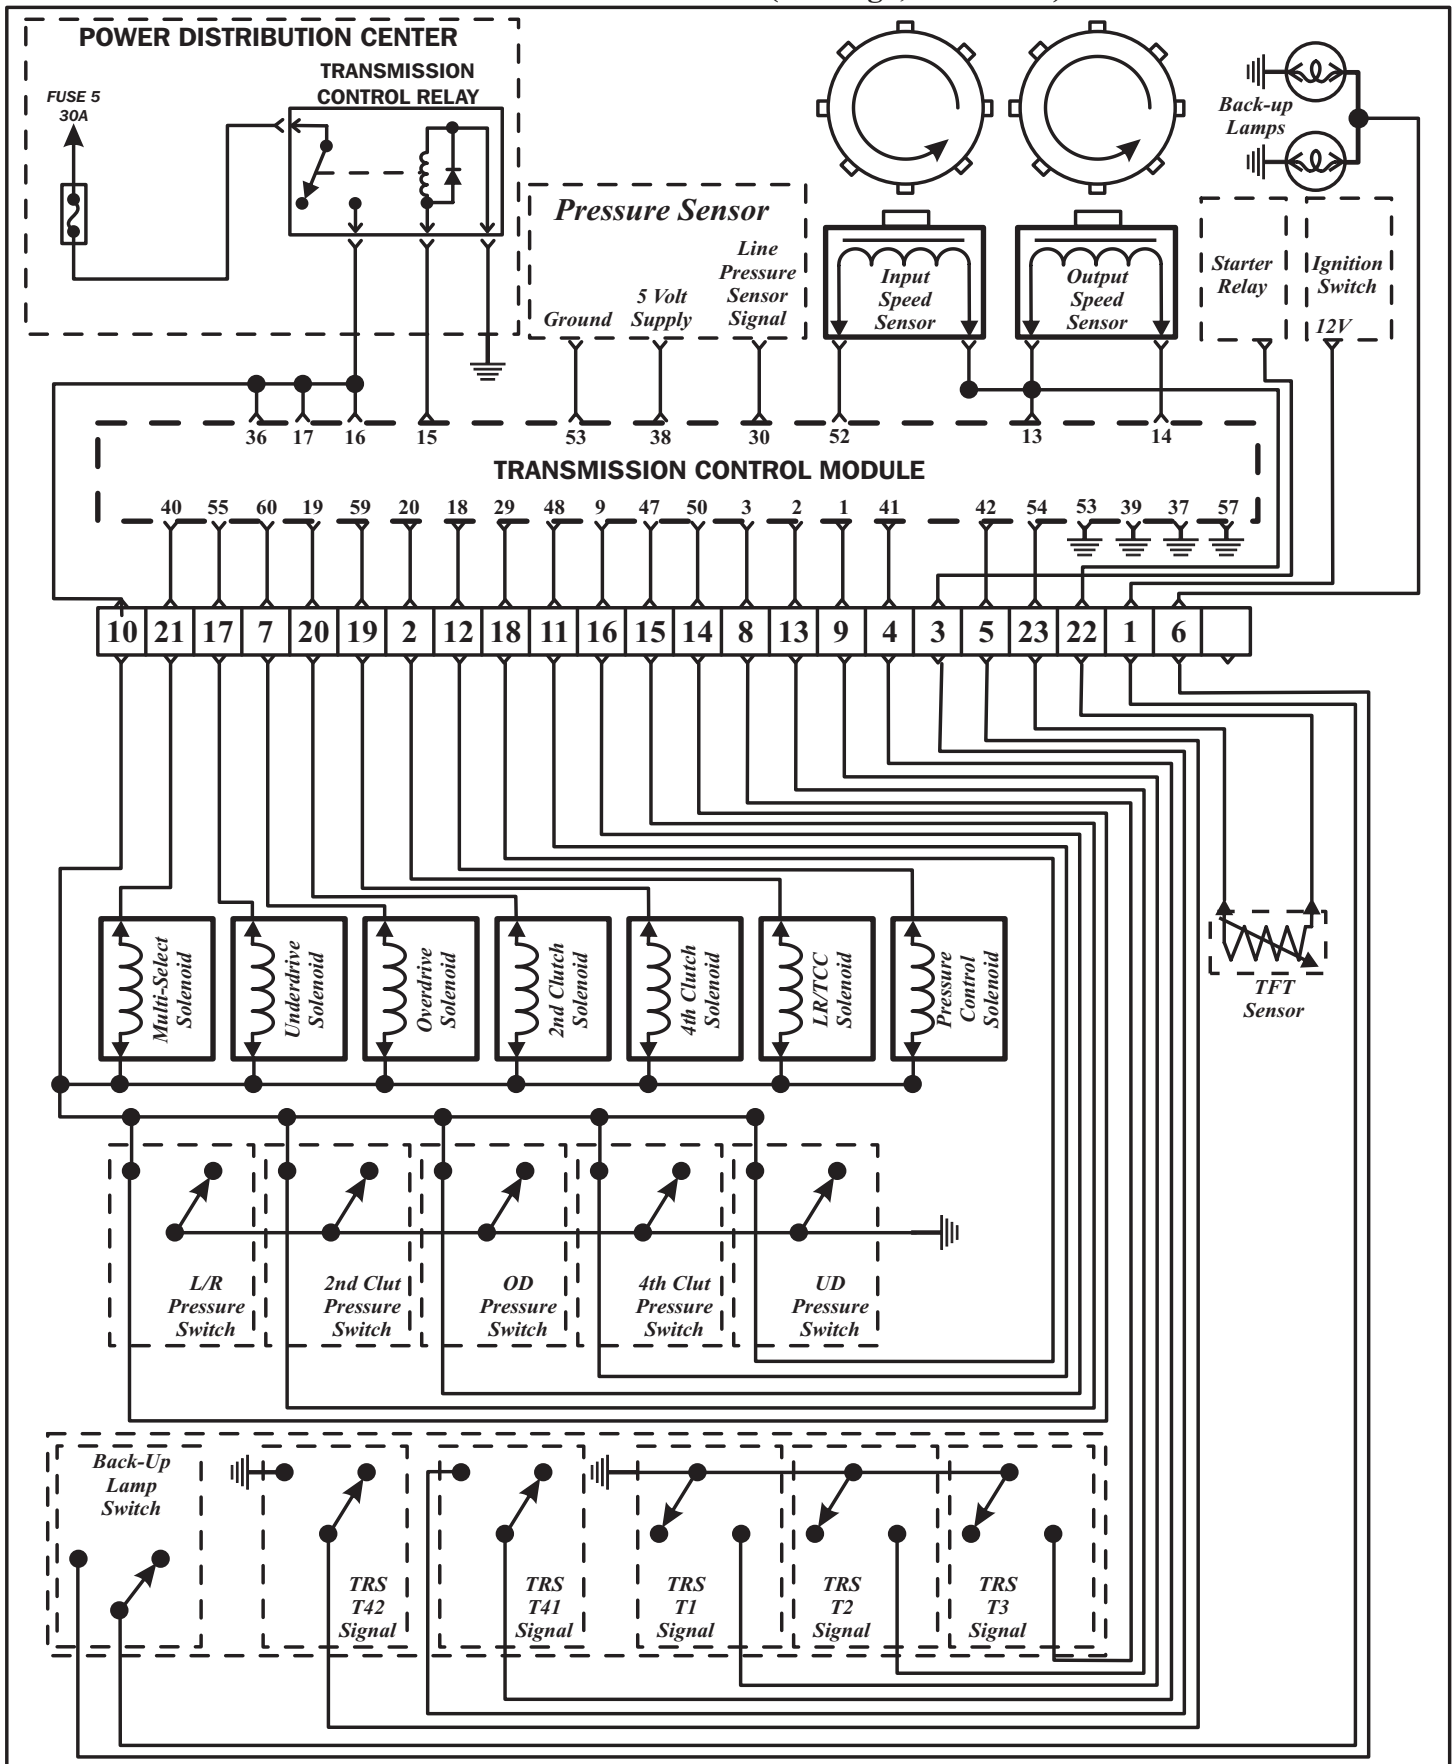 POWER DISTRIBUTION CENTER
TRANSMISSION
CONTROL RELAY
FUSE 5
30A
Back-up
Lamps
Pressure Sensor
Line
Pressure
Sensor
Signal
5 Volt
Supply
Ground
Input
Speed
Sensor
Output
Speed
Sensor
Starter
Relay
Ignition
Switch
12V
36 17 16 15 53 38 30 52 13 14
TRANSMISSION CONTROL MODULE
40 55 60 19 59 20 18 29 48 9 47 50 3 2 1 41 42 54 53 39 37 57
10 21 17 7 20 19 2 12 18 11 16 15 14 8 13 9 4 3 5 23 22 1 6
Multi-Select
Solenoid
Underdrive
Solenoid
Overdrive
Solenoid
2nd Clutch
Solenoid
4th Clutch
Solenoid
LR/TCC
Solenoid
Pressure
Control
Solenoid
TFT
Sensor
L/R
Pressure
Switch
2nd Clut
Pressure
Switch
OD
Pressure
Switch
4th Clut
Pressure
Switch
UD
Pressure
Switch
Back-Up
Lamp
Switch
TRS
T42
Signal
TRS
T41
Signal
TRS
T1
Signal
TRS
T2
Signal
TRS
T3
Signal